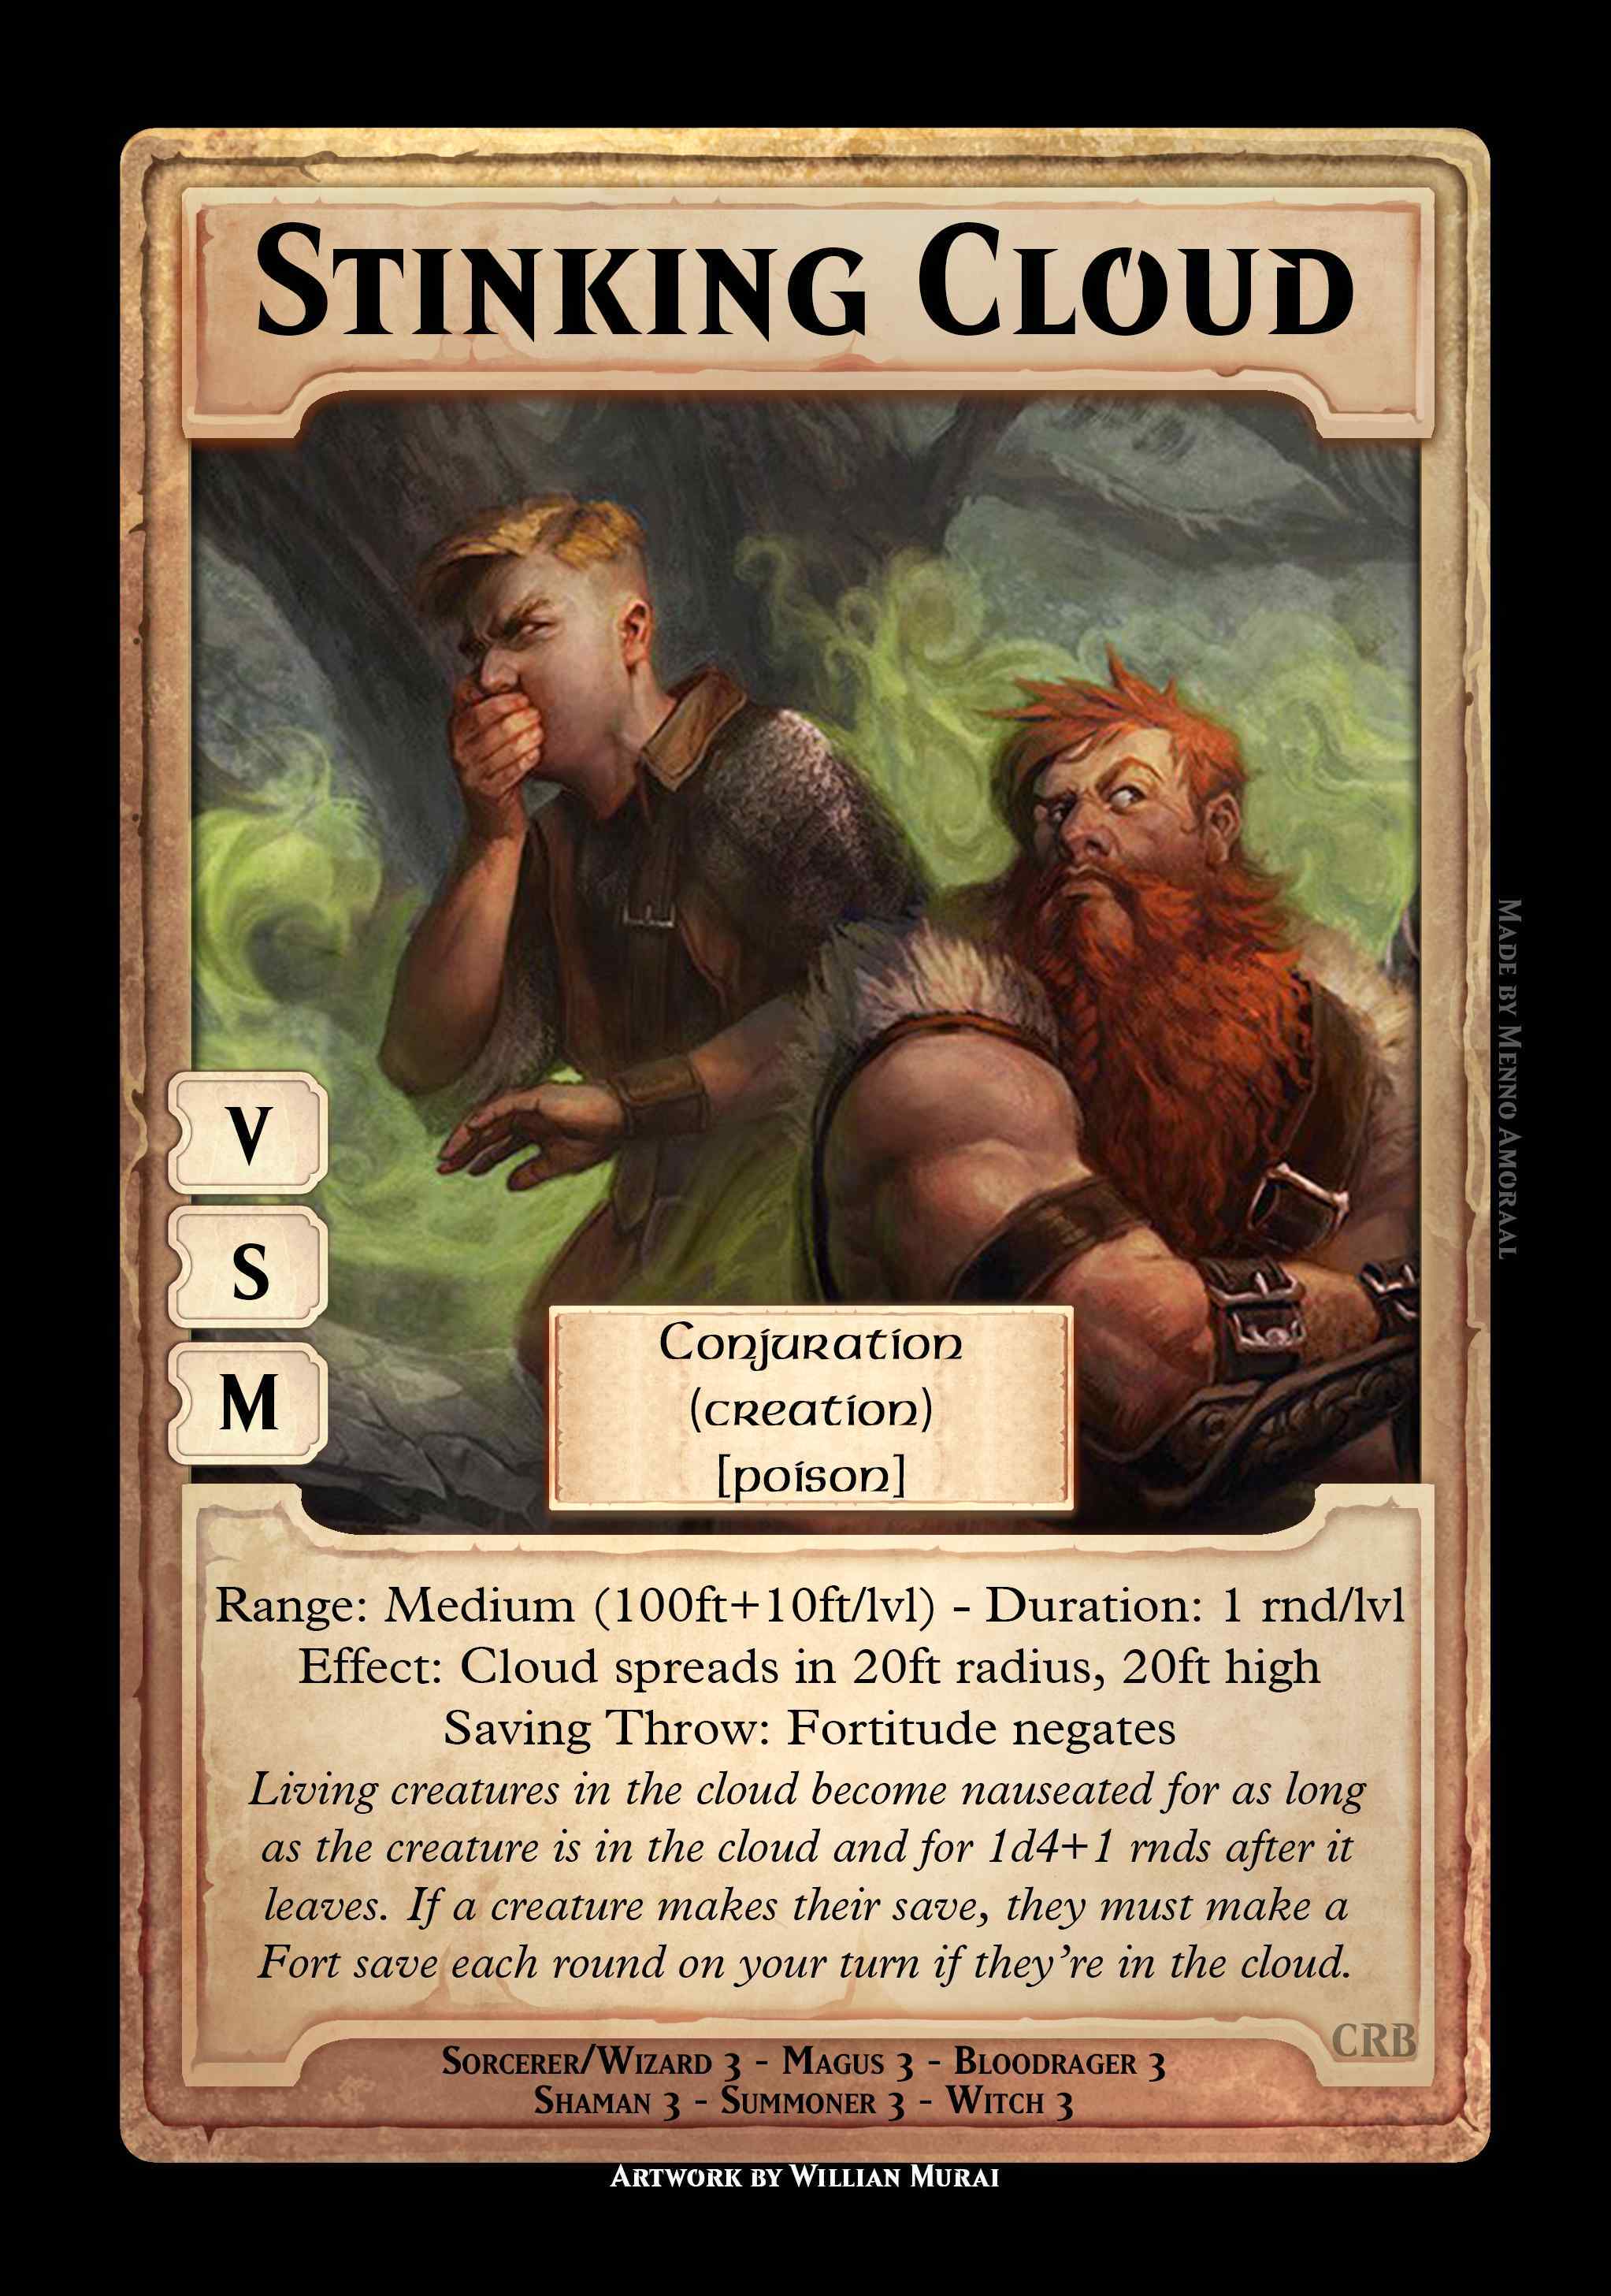 Stinking Cloud
V
S
M
Conjuration
(creation)
[poison]
Range: Medium (100ft+10ft/lvl) - Duration: 1 rnd/lvl
Effect: Cloud spreads in 20ft radius, 20ft high
Saving Throw: Fortitude negates
Living creatures in the cloud become nauseated for as long
as the creature is in the cloud and for 1d4+1 rnds after it
leaves. If a creature makes their save, they must make a
Fort save each round on your turn if they're in the cloud.
CRB
Sorcerer/Wizard 3 - Magus 3 - Bloodrager 3
Shaman 3 - Summoner 3 - Witch 3
Artwork by Willian Murai
Made by Menno Amoraal